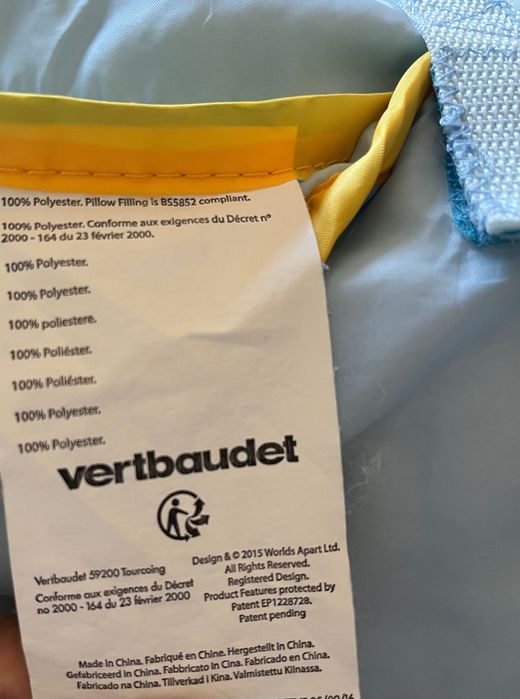 100% Polyester. Pillow Filling is BS5852 compliant.
100% Polyester. Conforme aux exigences du Décret nº
2000 - 164 du 23 février 2000.
100% Polyester.
100% Polyester.
100% poliestere.
100% Poliéster.
100% Poliéster.
100% Polyester.
100% Polyester.
vertbaudet
Vertbaudet 59200 Tourcoing
Conforme aux exigences du Décret
no 2000 - 164 du 23 février 2000
Design & © 2015 Worlds Apart Ltd.
All Rights Reserved.
Registered Design.
Product Features protected by
Patent EP1228728.
Patent pending
Made in China. Fabriqué en Chine. Hergestellt in China.
Gefabriceerd in China. Fabbricato in Cina. Fabricado en China.
Fabricado na China. Tillverkad i Kina. Valmistettu Kiinassa.